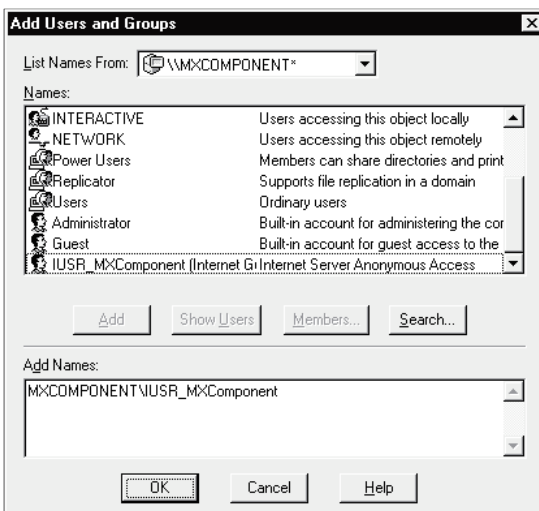 Add Users and Groups
List Names From: \\MXCOMPONENT*
Names:
INTERACTIVE Users accessing this object locally
NETWORK Users accessing this object remotely
Power Users Members can share directories and print
Replicator Supports file replication in a domain
Users Ordinary users
Administrator Built-in account for administering the cor
Guest Built-in account for guest access to the
IUSR_MXComponent (Internet Gu Internet Server Anonymous Access
Add Show Users Members... Search...
Add Names:
MXCOMPONENT\IUSR_MXComponent
OK Cancel Help